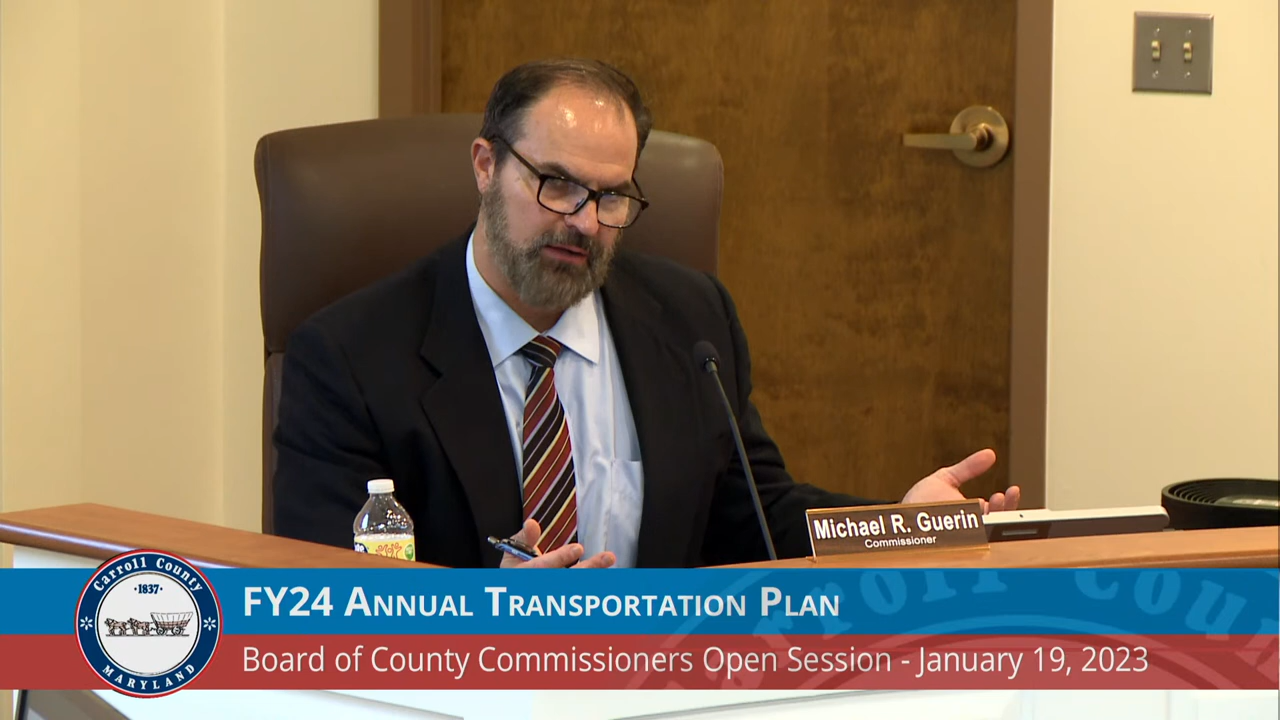 Michael R. Guerin
Commissioner
Carroll County
·1837·
MARYLAND
FY24 ANNUAL TRANSPORTATION PLAN
Board of County Commissioners Open Session - January 19, 2023